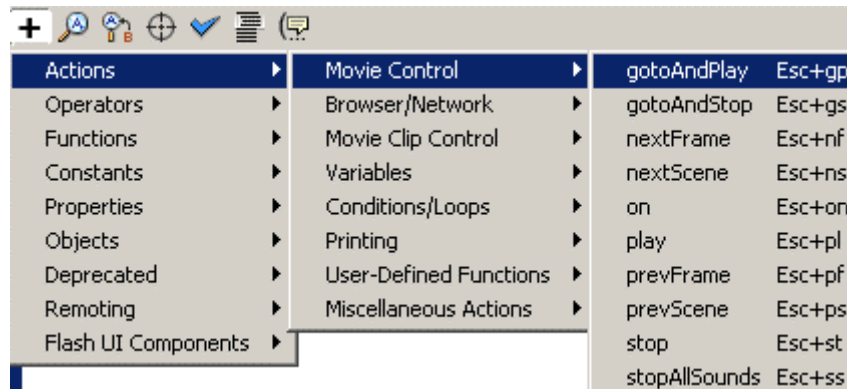 Actions
Operators
Functions
Constants
Properties
Objects
Deprecated
Remoting
Flash UI Components
Movie Control
Browser/Network
Movie Clip Control
Variables
Conditions/Loops
Printing
User-Defined Functions
Miscellaneous Actions
gotoAndPlay Esc+gp
gotoAndStop Esc+gs
nextFrame Esc+nf
nextScene Esc+ns
on Esc+on
play Esc+pl
prevFrame Esc+pf
prevScene Esc+ps
stop Esc+st
stopAllSounds Esc+ss